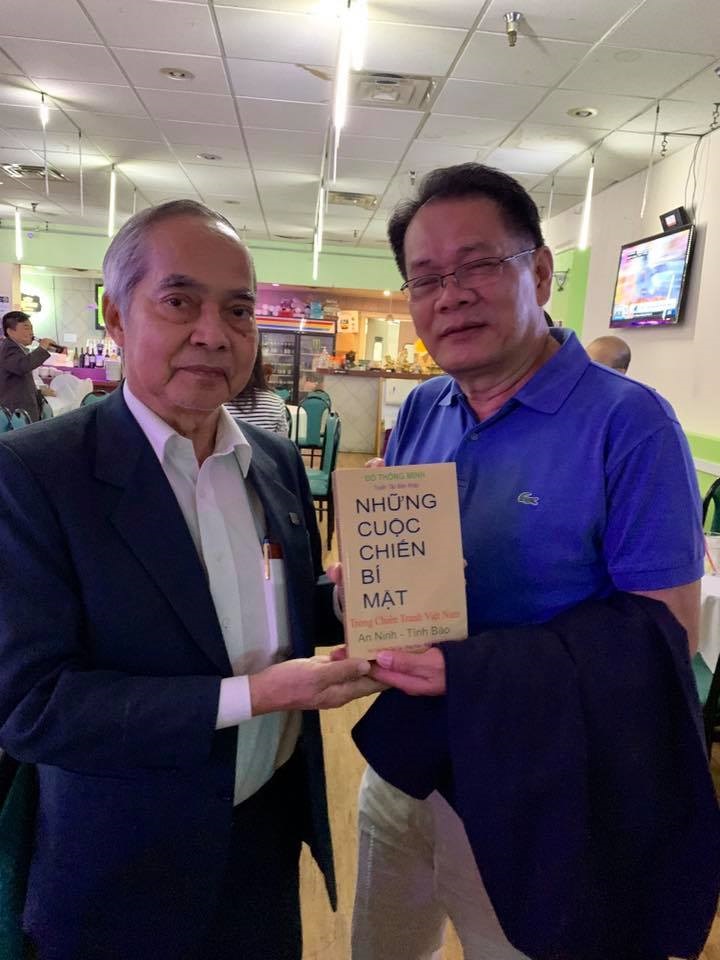 ĐỖ THÔNG MINH
NHỮNG
CUỘC
CHIẾN
BÍ
MẬT
Trong Chiến Tranh Việt Nam
An Ninh - Tình Báo